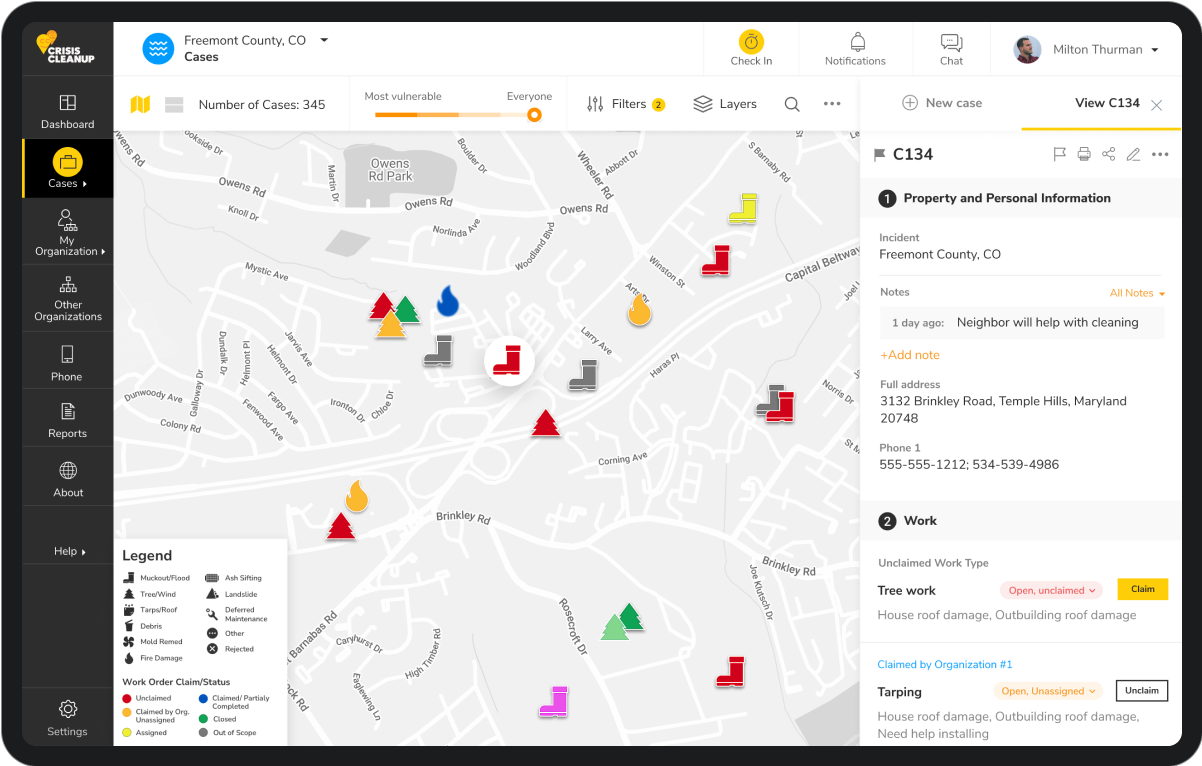 CRISIS
CLEANUP
Freemont County, CO
Cases
Check In
Notifications
Chat
Milton Thurman
Dashboard
Cases
My
Organization
Other
Organizations
Phone
Reports
About
Help
Settings
Number of Cases: 345
Most vulnerable
Everyone
Filters 2
Layers
New case
View C134
Owens Rd
Brookside Dr
Owens Rd
Knoll Dr
Martin Dr
Owens
Rd Park
Owens Rd
Boulder Dr
Norlinda Ave
Woodland Blvd
Wheeler Rd
Abbott Dr
Owens Rd
S Barnaby Rd
Winston St
Capital Beltway
Mystic Ave
Arts Dr
Larry Ave
Haras Pl
Norris Dr
Dundalk Dr
Helmont Pl
Jarvis Ave
Helmont Dr
Galloway Dr
Dunwoody Ave
Colony Rd
Fargo Ave
Fernwood Ave
Ironton Dr
Chloe Dr
Corning Ave
Brinkley Rd
Brinkley Rd
Joe Klutsch Dr
Rosecroft Dr
St Barnabas Rd
Caryhurst Dr
High Timber Rd
Eaglewing Ln
Legend
Muckout/Flood
Ash Sifting
Tree/Wind
Landslide
Tarps/Roof
Deferred
Maintenance
Debris
Other
Mold Remed
Rejected
Fire Damage
Work Order Claim/Status
Unclaimed
Claimed/ Partialy
Completed
Claimed by Org.
Unassigned
Closed
Assigned
Out of Scope
C134
1 Property and Personal Information
Incident
Freemont County, CO
Notes
All Notes
1 day ago: Neighbor will help with cleaning
+Add note
Full address
3132 Brinkley Road, Temple Hills, Maryland
20748
Phone 1
555-555-1212; 534-539-4986
2 Work
Unclaimed Work Type
Tree work
Open, unclaimed
Claim
House roof damage, Outbuilding roof damage
Claimed by Organization #1
Tarping
Open, Unassigned
Unclaim
House roof damage, Outbuilding roof damage,
Need help installing